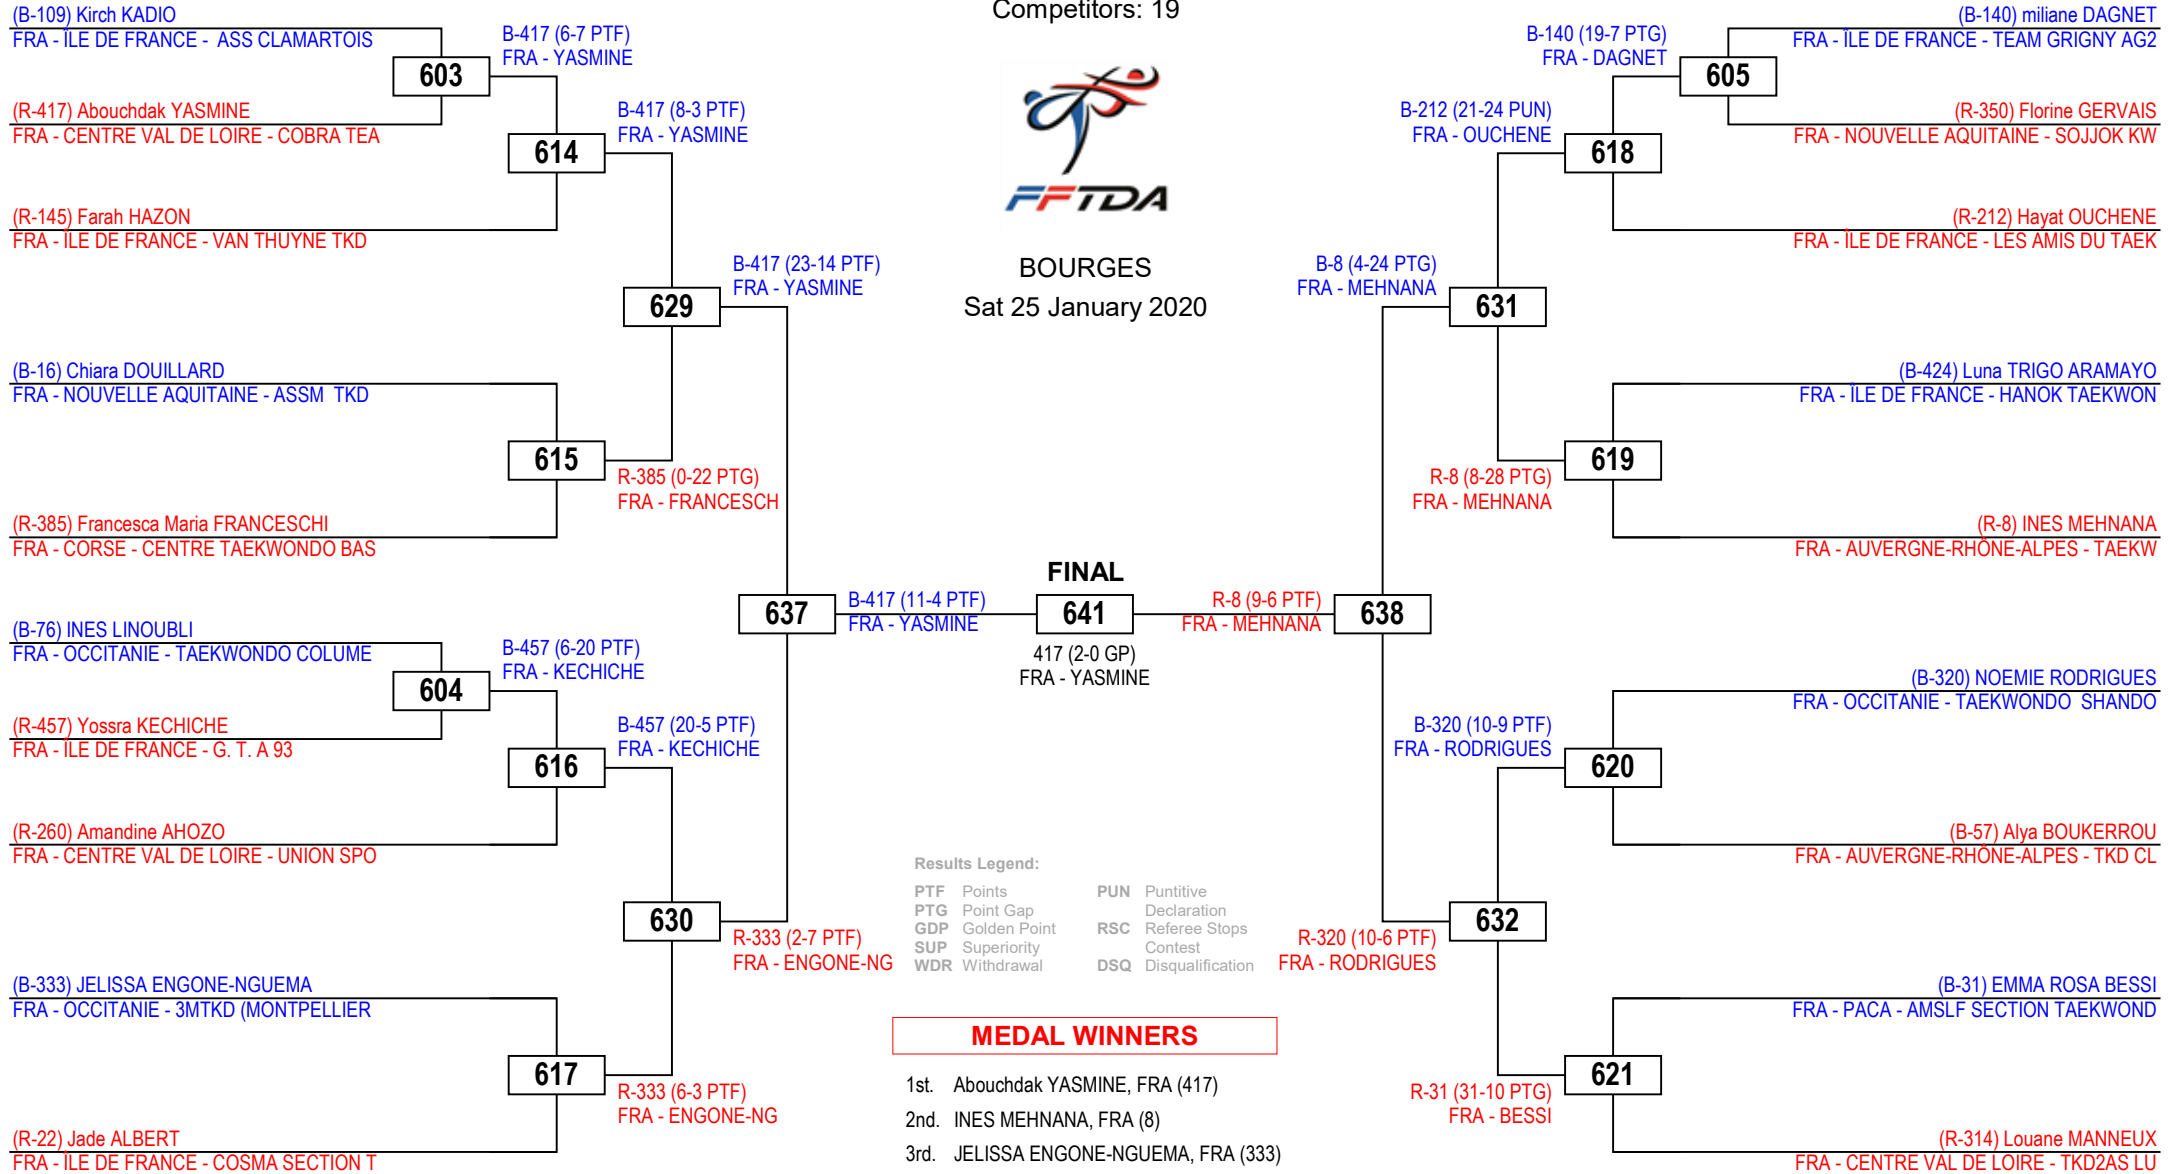 Competitors: 19
FFTDA
BOURGES
Sat 25 January 2020
(B-109) Kirch KADIO
FRA - ÎLE DE FRANCE - ASS CLAMARTOIS
603
(R-417) Abouchdak YASMINE
FRA - CENTRE VAL DE LOIRE - COBRA TEA
B-417 (6-7 PTF)
FRA - YASMINE
614
(R-145) Farah HAZON
FRA - ÎLE DE FRANCE - VAN THUYNE TKD
B-417 (8-3 PTF)
FRA - YASMINE
629
B-417 (23-14 PTF)
FRA - YASMINE
(B-16) Chiara DOUILLARD
FRA - NOUVELLE AQUITAINE - ASSM  TKD
615
R-385 (0-22 PTG)
FRA - FRANCESCH
(R-385) Francesca Maria FRANCESCHI
FRA - CORSE - CENTRE TAEKWONDO BAS
637
B-417 (11-4 PTF)
FRA - YASMINE
(B-76) INES LINOUBLI
FRA - OCCITANIE - TAEKWONDO COLUME
604
B-457 (6-20 PTF)
FRA - KECHICHE
(R-457) Yossra KECHICHE
FRA - ÎLE DE FRANCE - G. T. A 93
616
B-457 (20-5 PTF)
FRA - KECHICHE
(R-260) Amandine AHOZO
FRA - CENTRE VAL DE LOIRE - UNION SPO
630
R-333 (2-7 PTF)
FRA - ENGONE-NG
(B-333) JELISSA ENGONE-NGUEMA
FRA - OCCITANIE - 3MTKD (MONTPELLIER
617
R-333 (6-3 PTF)
FRA - ENGONE-NG
(R-22) Jade ALBERT
FRA - ÎLE DE FRANCE - COSMA SECTION T
FINAL
641
417 (2-0 GP)
FRA - YASMINE
(B-140) miliane DAGNET
FRA - ÎLE DE FRANCE - TEAM GRIGNY AG2
B-140 (19-7 PTG)
FRA - DAGNET
605
(R-350) Florine GERVAIS
FRA - NOUVELLE AQUITAINE - SOJJOK KW
B-212 (21-24 PUN)
FRA - OUCHENE
618
(R-212) Hayat OUCHENE
FRA - ÎLE DE FRANCE - LES AMIS DU TAEK
B-8 (4-24 PTG)
FRA - MEHNANA
631
(B-424) Luna TRIGO ARAMAYO
FRA - ÎLE DE FRANCE - HANOK TAEKWON
619
R-8 (8-28 PTG)
FRA - MEHNANA
(R-8) INES MEHNANA
FRA - AUVERGNE-RHÔNE-ALPES - TAEKW
R-8 (9-6 PTF)
FRA - MEHNANA
638
(B-320) NOEMIE RODRIGUES
FRA - OCCITANIE - TAEKWONDO  SHANDO
B-320 (10-9 PTF)
FRA - RODRIGUES
620
(B-57) Alya BOUKERROU
FRA - AUVERGNE-RHÔNE-ALPES - TKD CL
632
R-320 (10-6 PTF)
FRA - RODRIGUES
(B-31) EMMA ROSA BESSI
FRA - PACA - AMSLF SECTION TAEKWOND
621
R-31 (31-10 PTG)
FRA - BESSI
(R-314) Louane MANNEUX
FRA - CENTRE VAL DE LOIRE - TKD2AS LU
Results Legend:
PTF Points
PTG Point Gap
GDP Golden Point
SUP Superiority
WDR Withdrawal
PUN Puntitive
Declaration
RSC Referee Stops
Contest
DSQ Disqualification
MEDAL WINNERS
1st. Abouchdak YASMINE, FRA (417)
2nd. INES MEHNANA, FRA (8)
3rd. JELISSA ENGONE-NGUEMA, FRA (333)